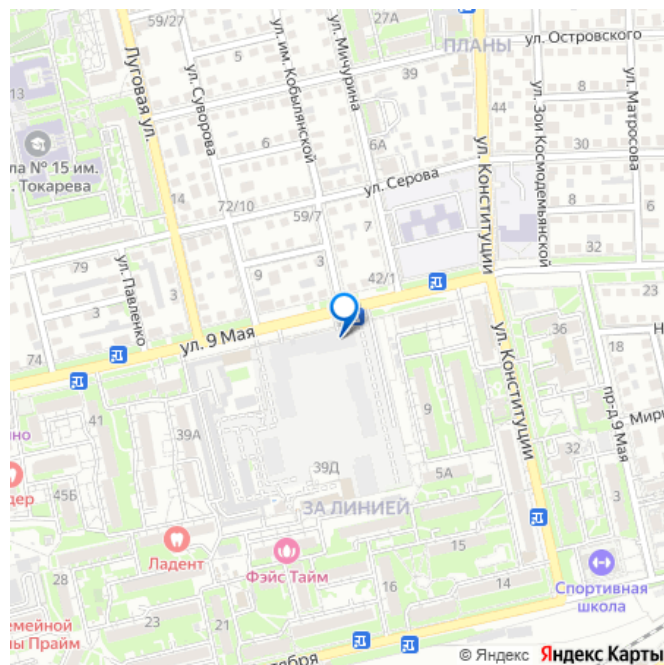 59/27
27А
ПЛАНЫ
ул. Островского
Луговая ул.
ул. Суворова
ул. им. Кобылянской
ул. Мичурина
39
13
44
8
ул. Зои Космодемьянской
ул. Матросова
6
6А
ла № 15 им.
. Токарева
ул. Серова
30
14
72/10
59/7
7
8
ул. Конституции
79
ул. Павленко
9
3
42/1
32
3
23
74
ул. 9 Мая
36
18
Н
41
39А
9
ул. Конституции
пр-д 9 Мая
Мири
ино
дер
45Б
39Д
5А
32
3
ЗА ЛИНИЕЙ
Ладент
Фэйс Тайм
15
28
16
14
Спортивная
школа
емейной
ны Прайм
21
ября
© Яндекс Яндекс Карты